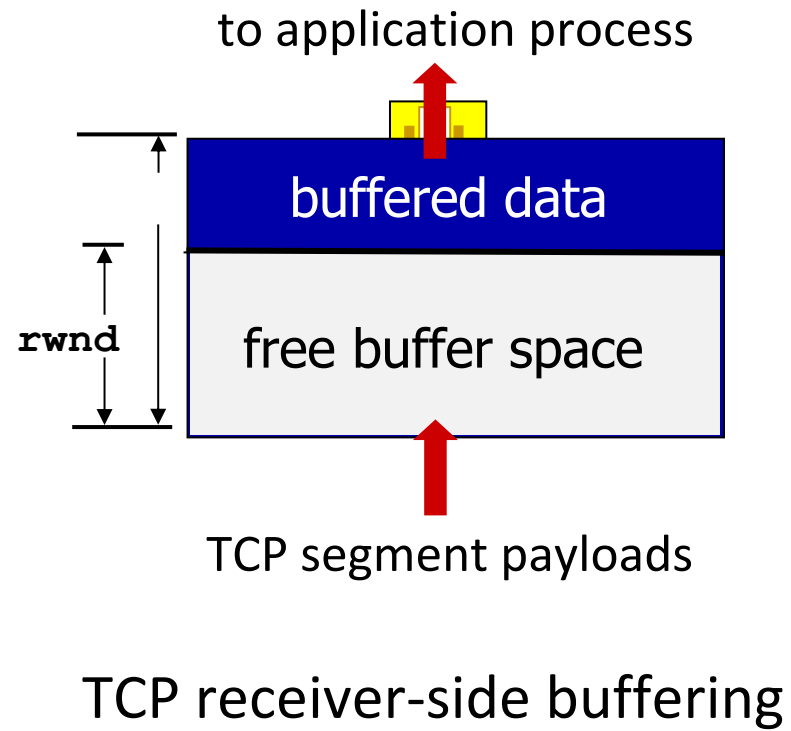 to application process
buffered data
rwnd
free buffer space
TCP segment payloads
TCP receiver-side buffering